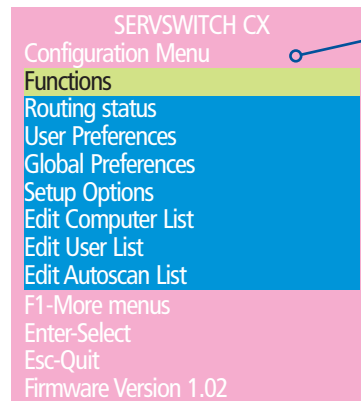 SERVSWITCH CX
Configuration Menu
Functions
Routing status
User Preferences
Global Preferences
Setup Options
Edit Computer List
Edit User List
Edit Autoscan List
F1-More menus
Enter-Select
Esc-Quit
Firmware Version 1.02